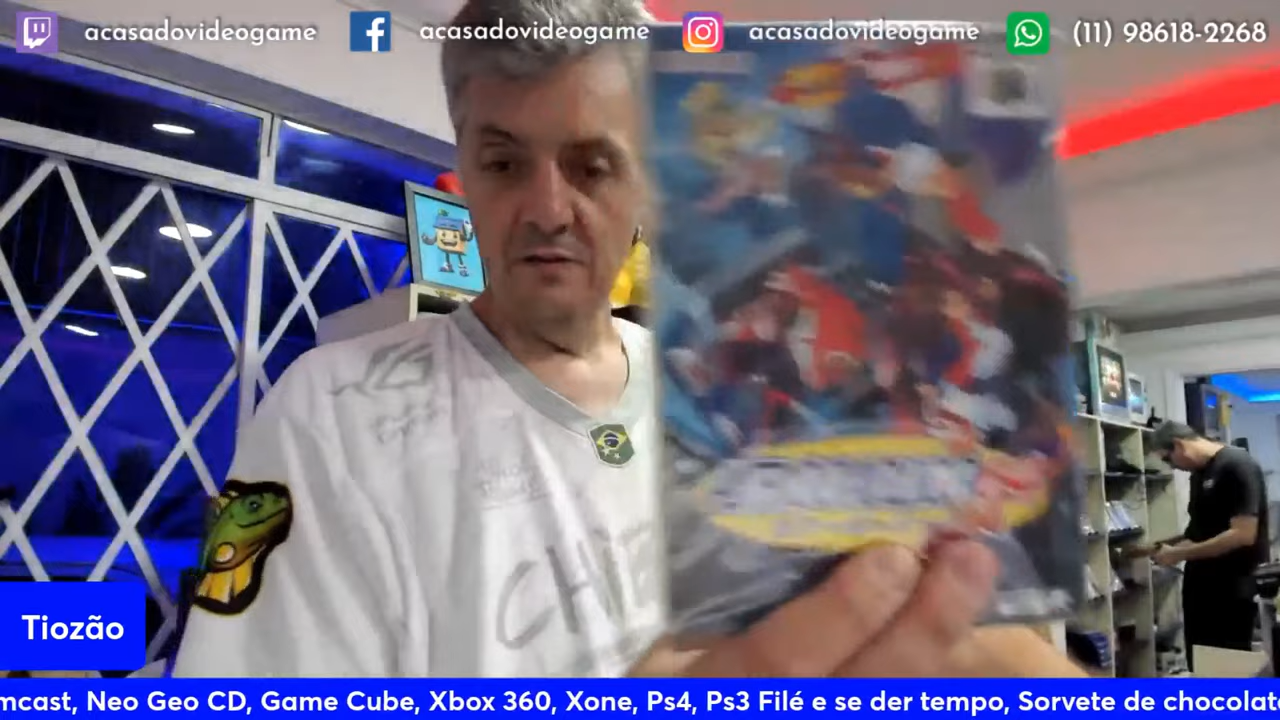 acasadovideogame acasadovideogame acasadovideogame (11) 98618-2268
Tiozão
mcast, Neo Geo CD, Game Cube, Xbox 360, Xone, Ps4, Ps3 Filé e se der tempo, Sorvete de chocolat